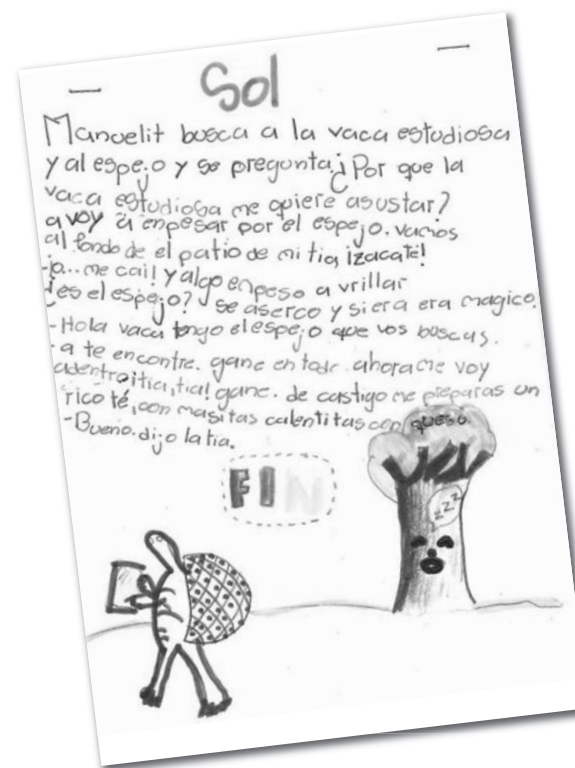 Sol
Manuelit busca a la vaca estudiosa
y al espejo y se pregunta ¿Por que la
vaca estudiosa me quiere asustar?
a voy a enpesar por el espejo. vamos
al fondo de el patio de mi tia izacate!
-ja... me cai! y algo enpeso a vrillar
¿es el espejo? se aserco y si era era magico.
-Hola vaca tengo el espejo que vos buscas.
-a te encontre. gane en todo. ahora me voy
adentro itia, tia! gane. de castigo me preparas un
rico té, con masitas calentitas con queso.
-Bueno. dijo la tia.
FIN
zzz